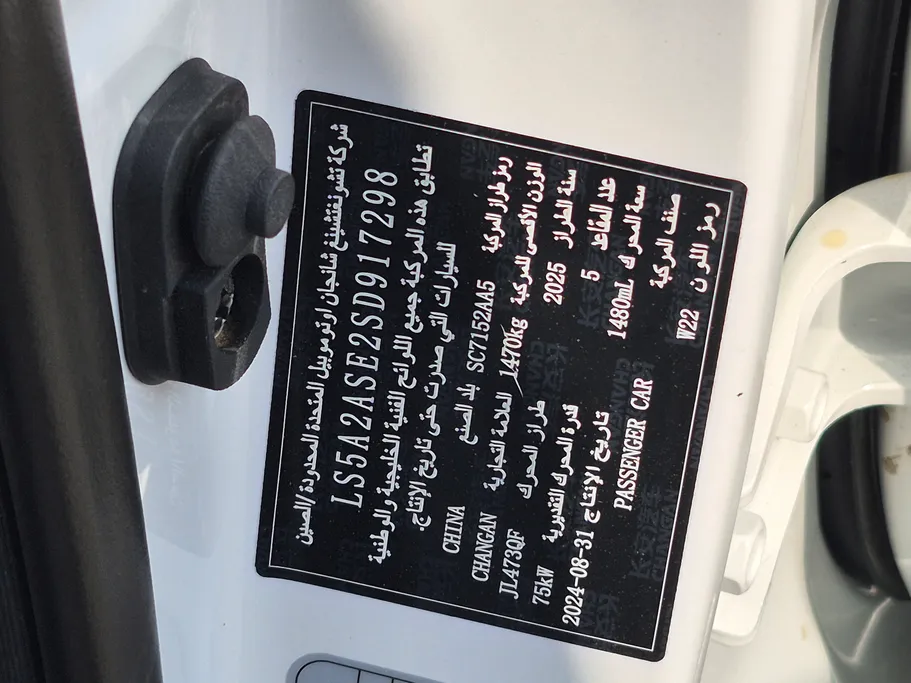 شركة تشونغتشينغ شانجان اوتوموبيل المتحدة المحدودة /الصين
LS5A2ASE2SD917298
تطابق هذه المركبة جميع اللوائح الفنية الخليجية والوطنية
للسيارات التي صدرت حتى تاريخ الإنتاج.
رمز طراز المركبة SC7152AA5 بلد الصنع CHINA
الوزن الأقصى للمركبة 1470kg العلامة التجارية CHANGAN
سنة الطراز 2025 طراز المحرك JL473QF
عدد المقاعد 5 قدرة المحرك التقديرية 75kW
سعة المحرك 1480mL تاريخ الإنتاج 2024-08-31
صنف المركبة PASSENGER CAR
رمز اللون W22